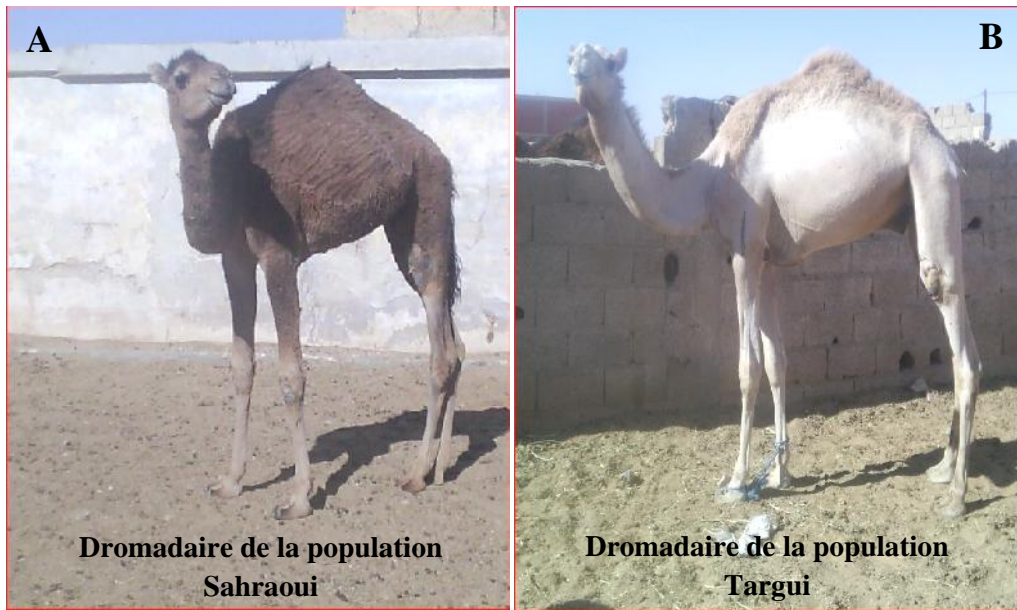 A
Dromadaire de la population
Sahraoui
B
Dromadaire de la population
Targui